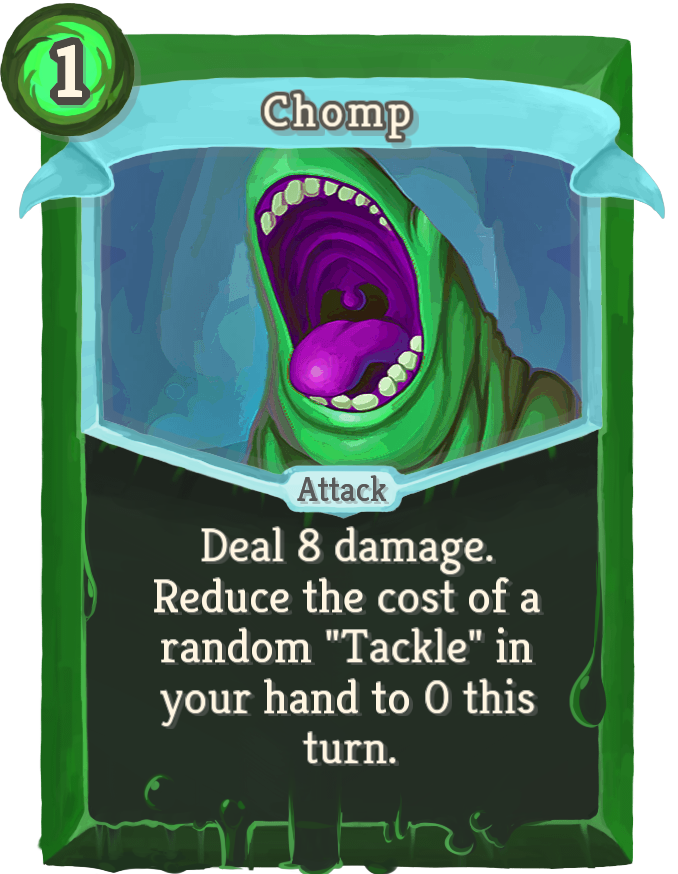 1
Chomp
Attack
Deal 8 damage.
Reduce the cost of a
random "Tackle" in
your hand to 0 this
turn.